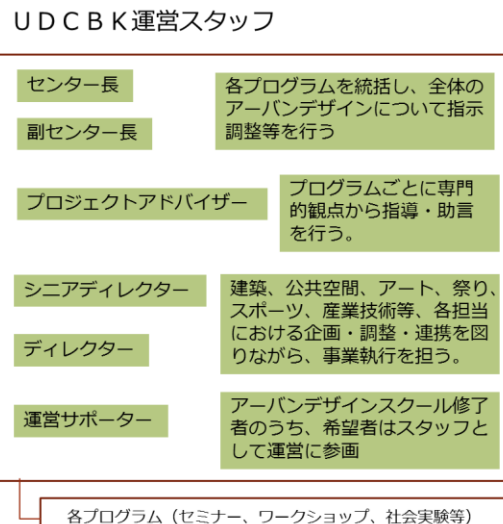 UDCBK運営スタッフ
センター長
副センター長
各プログラムを統括し、全体の
アーバンデザインについて指示
調整等を行う
プロジェクトアドバイザー
プログラムごとに専門
的観点から指導・助言
を行う。
シニアディレクター
ディレクター
建築、公共空間、アート、祭り、
スポーツ、産業技術等、各担当
における企画・調整・連携を図
りながら、事業執行を担う。
運営サポーター
アーバンデザインスクール修了
者のうち、希望者はスタッフと
して運営に参画
各プログラム（セミナー、ワークショップ、社会実験等）